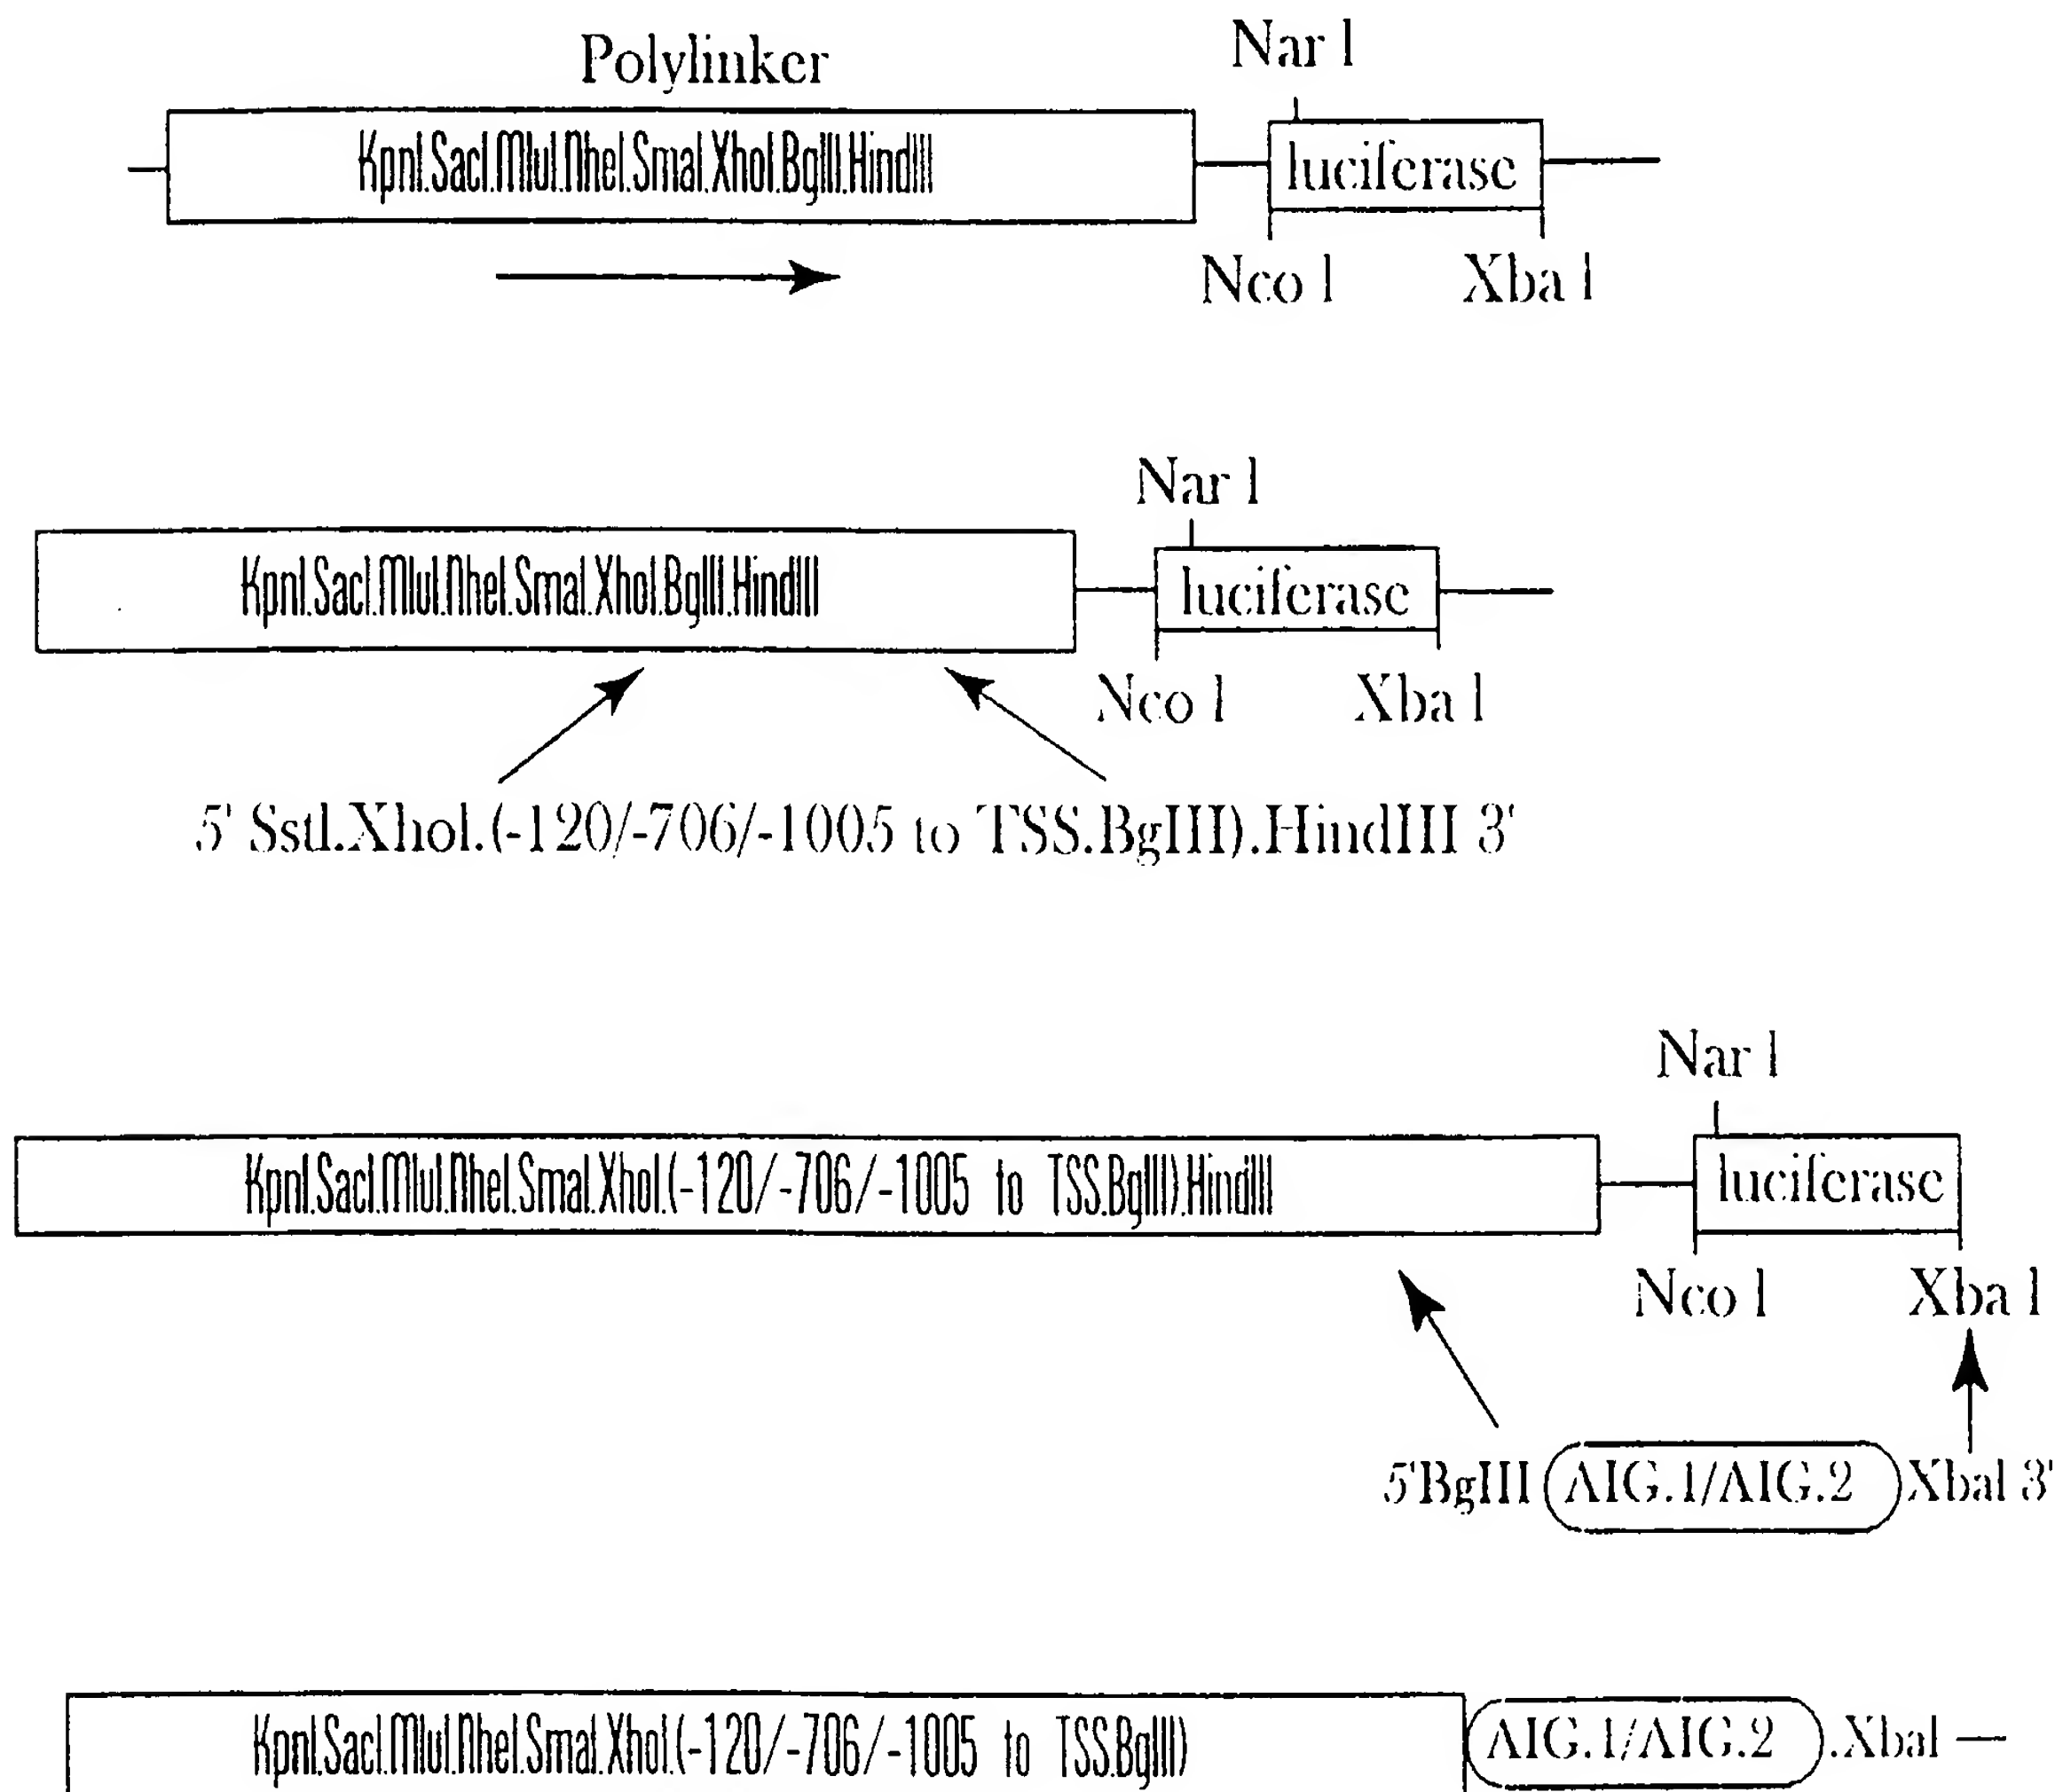 Polylinker
Nar I
KpnI.SacI.MluI.NheI.SmaI.XhoI.BglII.HindIII
luciferase
Nco I
Xba I
Nar I
KpnI.SacI.MluI.NheI.SmaI.XhoI.BglII.HindIII
luciferase
Nco I
Xba I
5' SstI.XhoI.(-120/-706/-1005 to TSS.BglII).HindIII 3'
Nar I
KpnI.SacI.MluI.NheI.SmaI.XhoI.(-120/-706/-1005 to TSS.BglII).HindIII
luciferase
Nco I
Xba I
5'BglII AIG.1/AIG.2 XbaI 3'
KpnI.SacI.MluI.NheI.SmaI.XhoI.(-120/-706/-1005 to TSS.BglII)
AIG.1/AIG.2 .XbaI